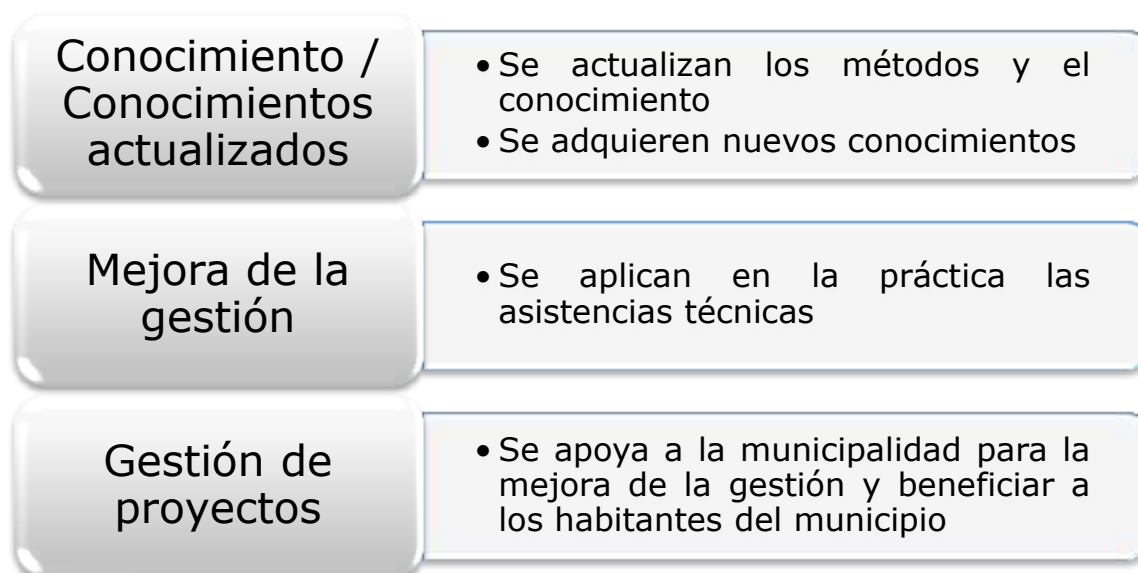 Conocimiento /
Conocimientos
actualizados
• Se actualizan los métodos y el
conocimiento
• Se adquieren nuevos conocimientos
Mejora de la
gestión
• Se aplican en la práctica las
asistencias técnicas
Gestión de
proyectos
• Se apoya a la municipalidad para la
mejora de la gestión y beneficiar a
los habitantes del municipio